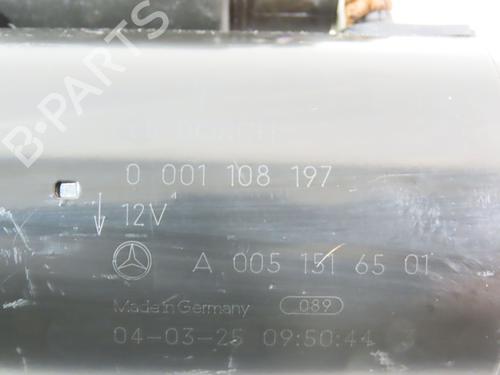 B-PARTS
0 001 108 197
12V
A 005 151 65 01
Made in Germany 089
04-03-25 09:50:44